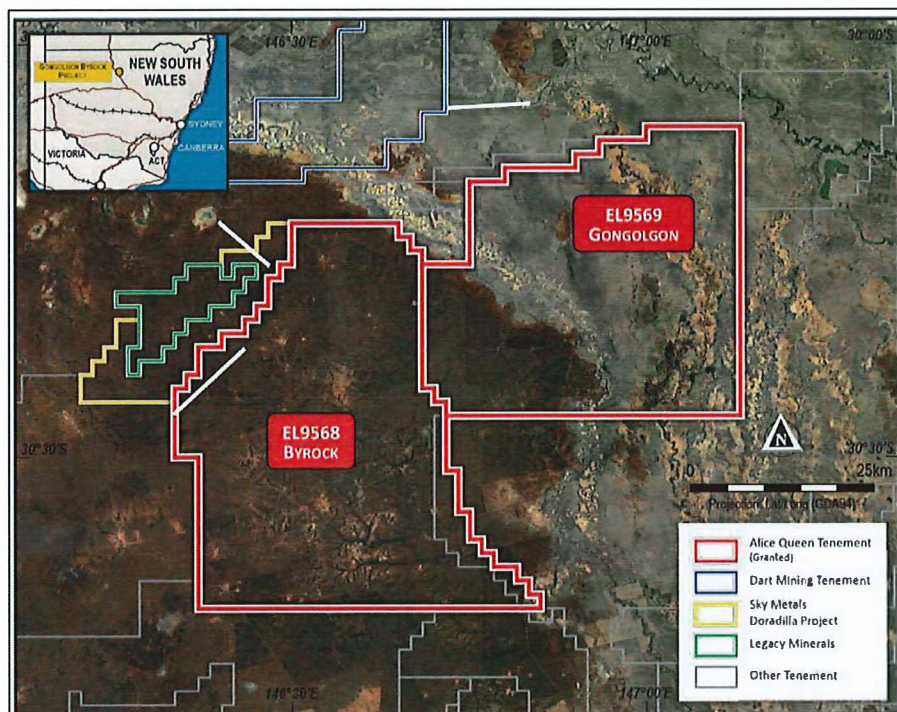 146°30'E
147°00'E
30°00'S
GONGOLGON BYROCK
PROJECT
NEW SOUTH
WALES
SYDNEY
CANBERRA
ACT
VICTORIA
EL9569
GONGOLGON
EL9568
BYROCK
30°30'S
30°30'S
N
0
25km
Projection: Lat/Long (GDA94)
Alice Queen Tenement
(Granted)
Dart Mining Tenement
Sky Metals
Doradilla Project
Legacy Minerals
Other Tenement
146°30'E
147°00'E